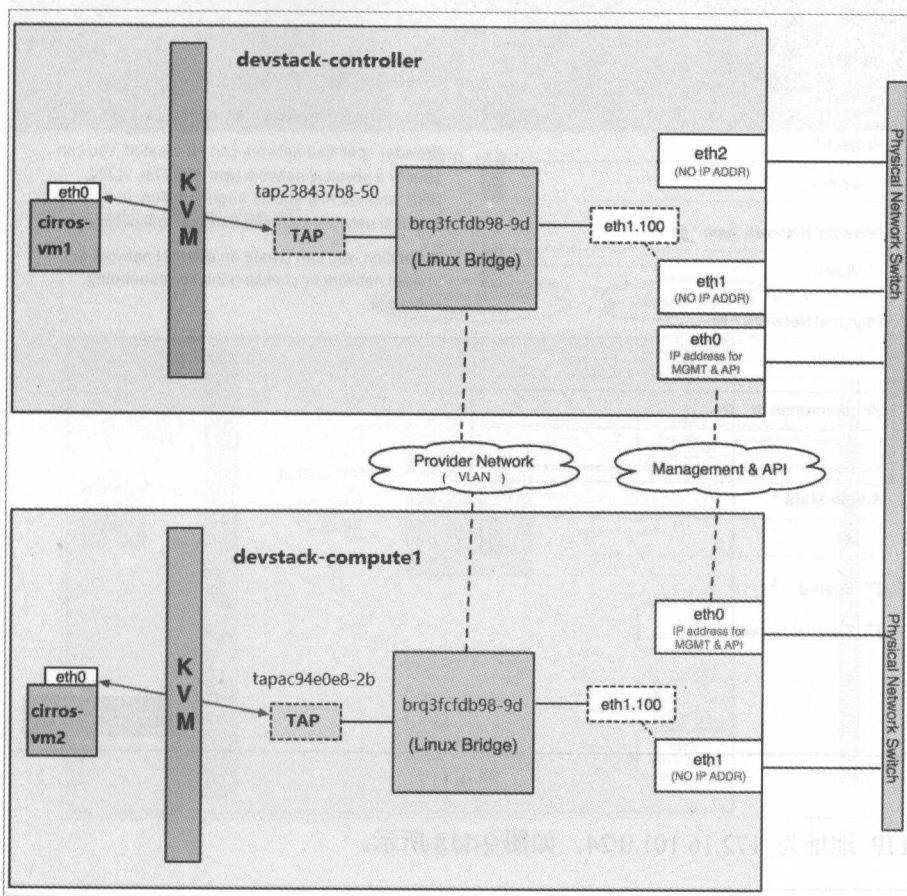 devstack-controller
KVM
eth0
cirros-
vm1
tap238437b8-50
TAP
brq3fcfdb98-9d
(Linux Bridge)
eth1.100
eth2
(NO IP ADDR)
eth1
(NO IP ADDR)
eth0
IP address for
MGMT & API
Physical Network Switch
Provider Network
( VLAN )
Management & API
devstack-compute1
KVM
eth0
cirros-
vm2
tapac94e0e8-2b
TAP
brq3fcfdb98-9d
(Linux Bridge)
eth1.100
eth0
IP address for
MGMT & API
eth1
(NO IP ADDR)
Physical Network Switch